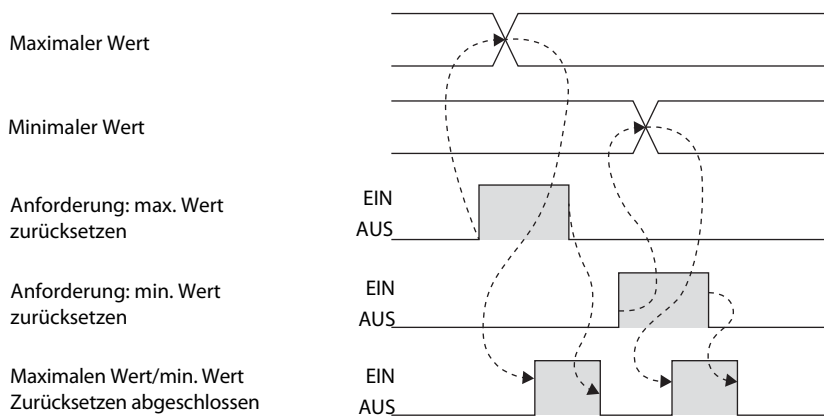 Maximaler Wert
Minimaler Wert
Anforderung: max. Wert
zurücksetzen
EIN
AUS
Anforderung: min. Wert
zurücksetzen
EIN
AUS
Maximalen Wert/min. Wert
Zurücksetzen abgeschlossen
EIN
AUS